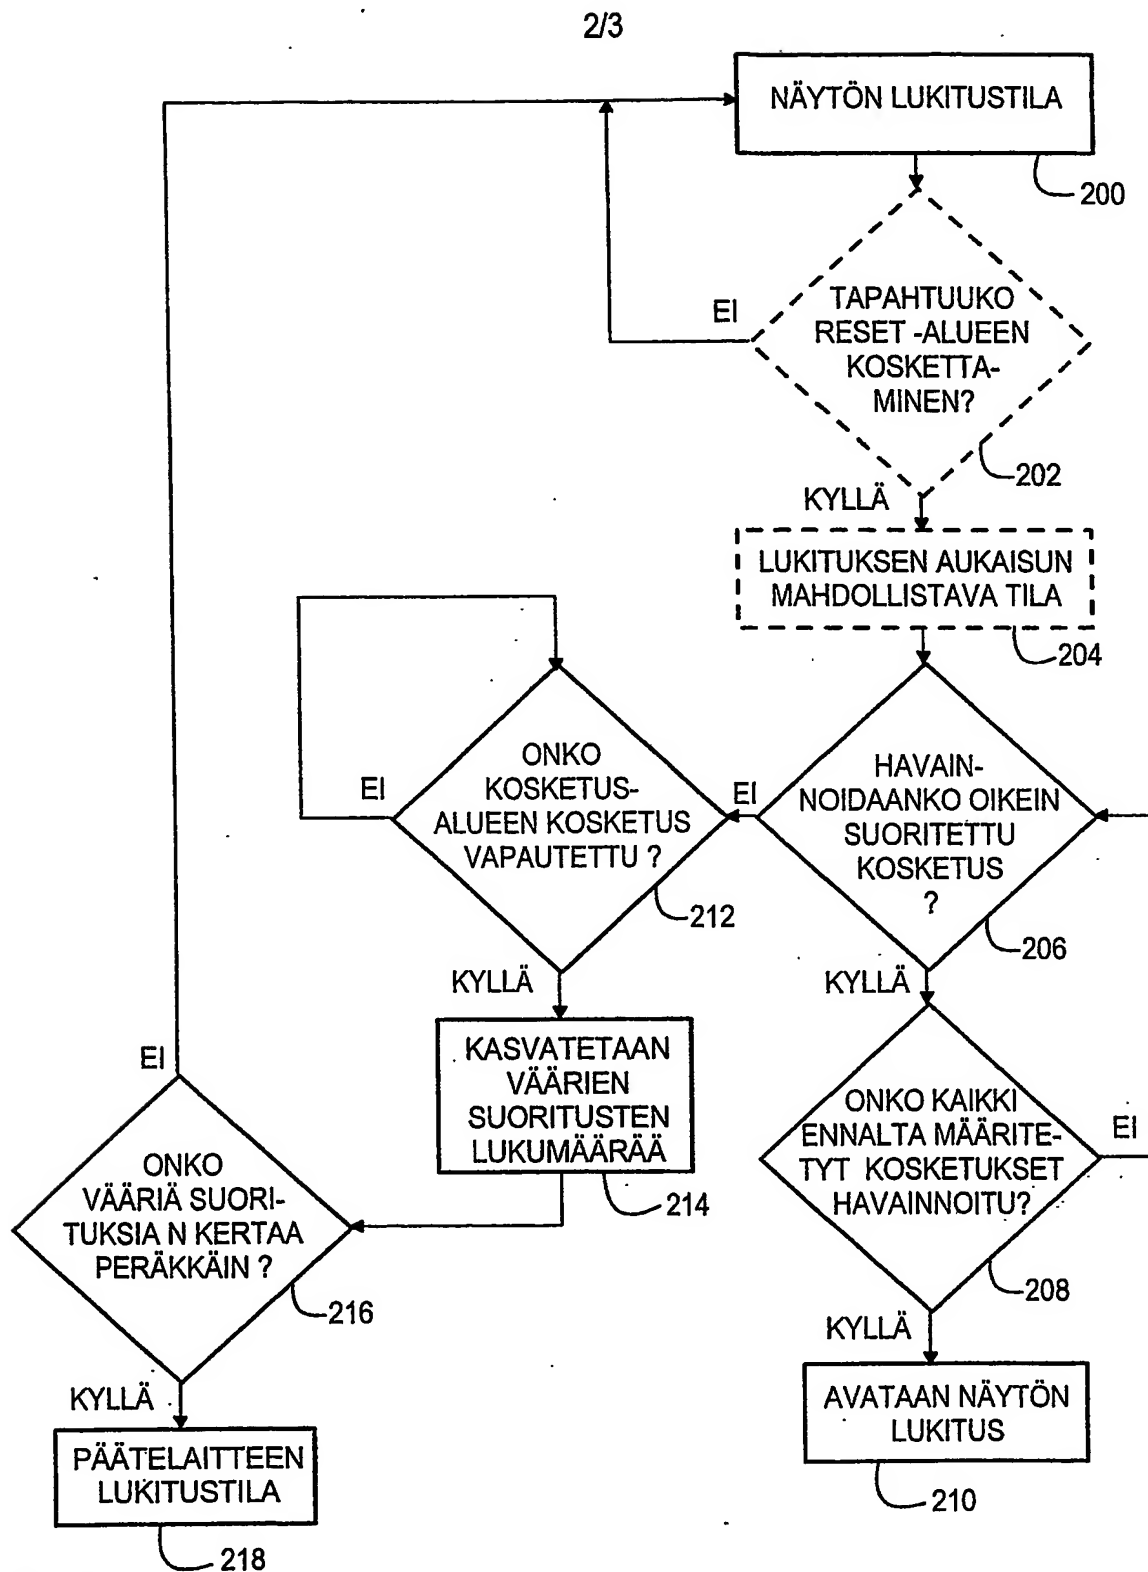 2/3
NÄYTÖN LUKITUSTILA
200
TAPAHTUUKO
RESET -ALUEEN
KOSKETTA-
MINEN?
EI
202
KYLLÄ
LUKITUKSEN AUKAISUN
MAHDOLLISTAVA TILA
204
HAVAIN-
NOIDAANKO OIKEIN
SUORITETTU
KOSKETUS
?
EI
206
KYLLÄ
ONKO
KOSKETUS-
ALUEEN KOSKETUS
VAPAUTETTU ?
EI
212
KYLLÄ
KASVATETAAN
VÄÄRIEN
SUORITUSTEN
LUKUMÄÄRÄÄ
214
ONKO KAIKKI
ENNALTA MÄÄRITE-
TYT KOSKETUKSET
HAVAINNOITU?
EI
208
KYLLÄ
AVATAAN NÄYTÖN
LUKITUS
210
EI
ONKO
VÄÄRIÄ SUORI-
TUKSIA N KERTAA
PERÄKKÄIN ?
216
KYLLÄ
PÄÄTELAITTEEN
LUKITUSTILA
218